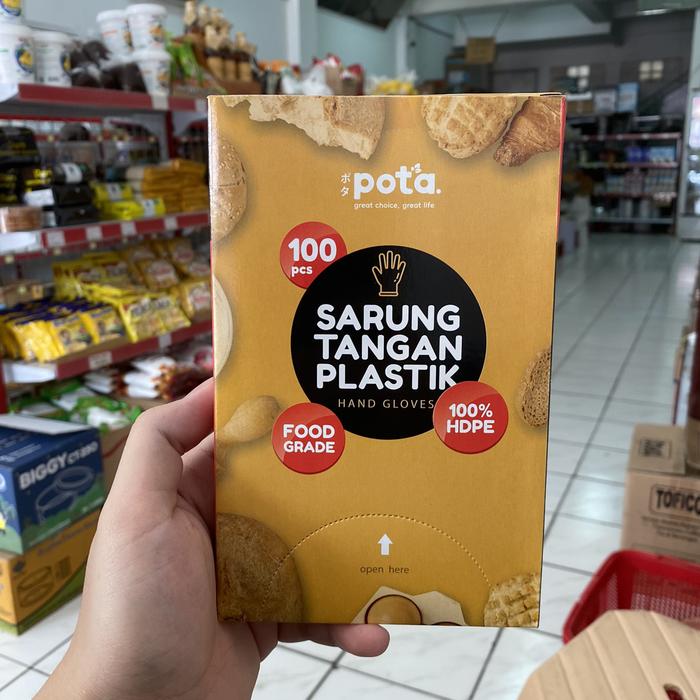 ポタ
pota.
great choice, great life
100
pcs
SARUNG
TANGAN
PLASTIK
HAND GLOVES
FOOD
GRADE
100%
HDPE
open here
BIGGY
TOFICO